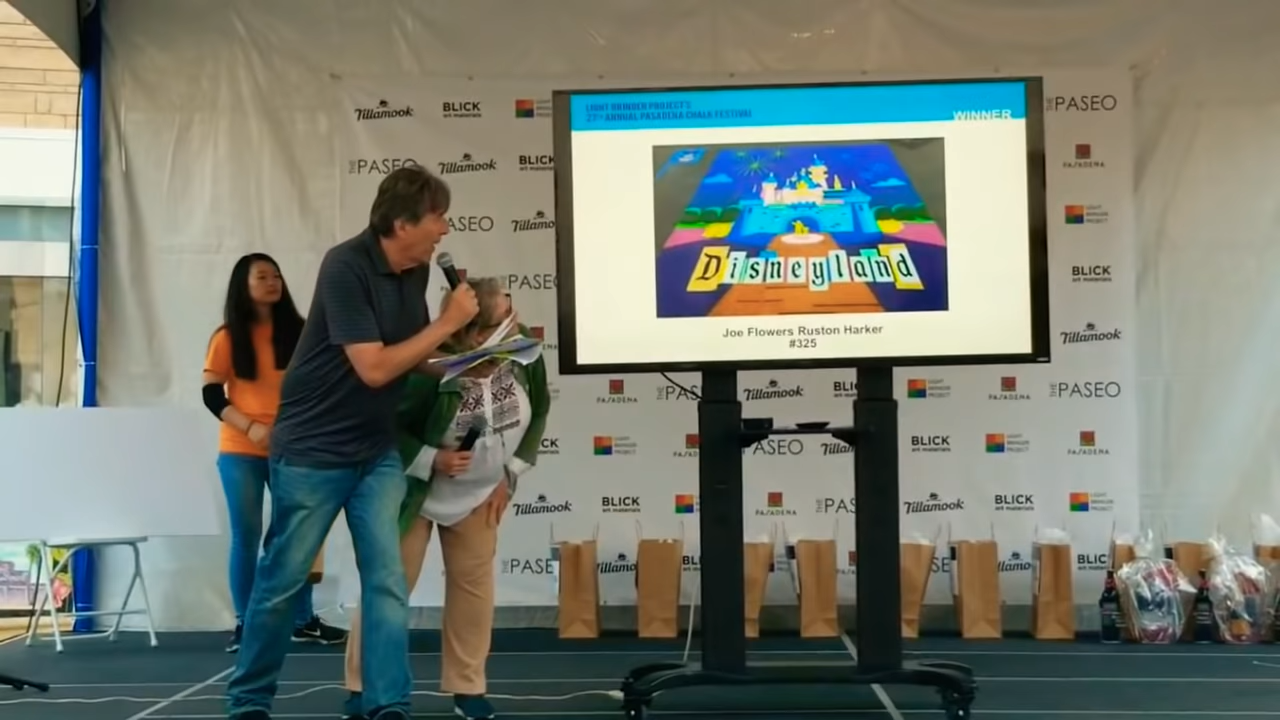 LIGHT BRINGER PROJECT'S
27TH ANNUAL PASADENA CHALK FESTIVAL
WINNER
Disneyland
Joe Flowers Ruston Harker
#325
Tillamook
BLICK
art materials
THE PASEO
PASADENA
LIGHT
BRINGER
PROJECT